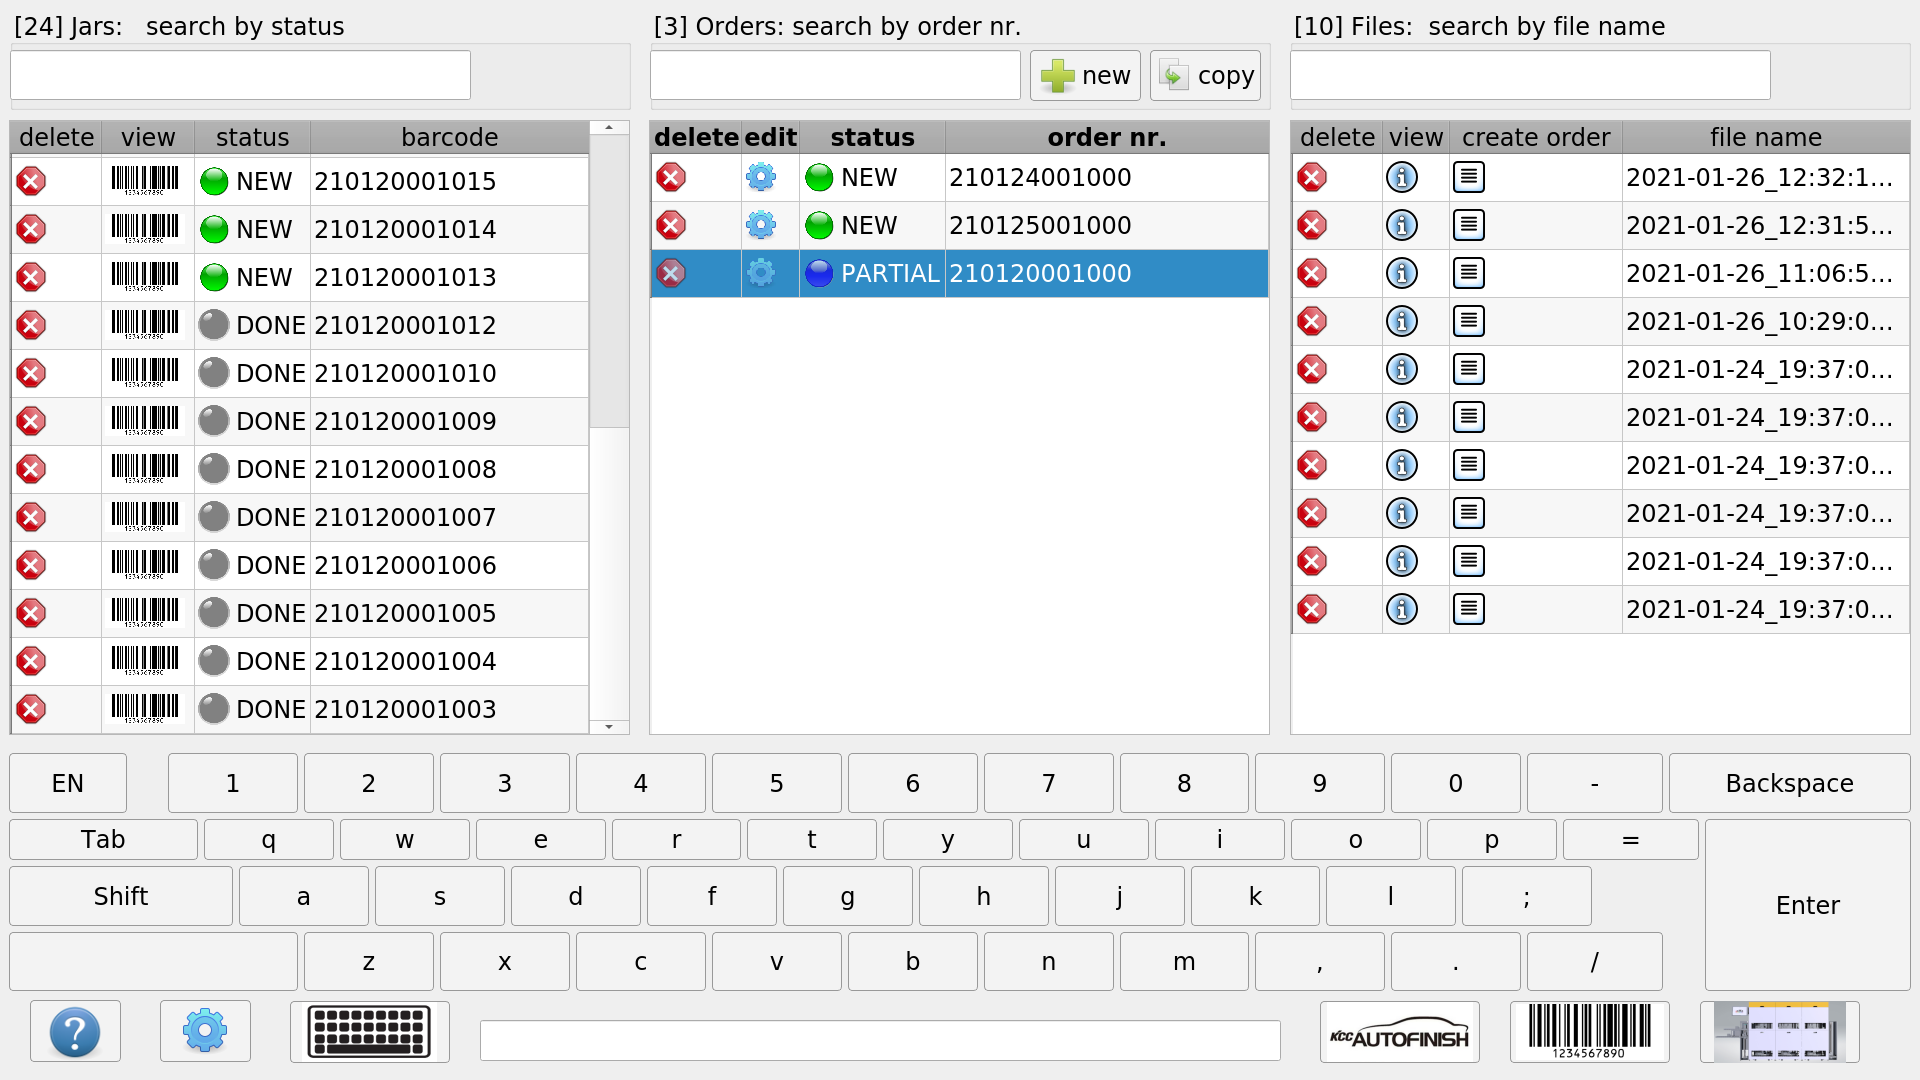 [24] Jars:   search by status
[3] Orders: search by order nr.
[10] Files:  search by file name
new
copy
delete view status barcode
NEW 210120001015
NEW 210120001014
NEW 210120001013
DONE 210120001012
DONE 210120001010
DONE 210120001009
DONE 210120001008
DONE 210120001007
DONE 210120001006
DONE 210120001005
DONE 210120001004
DONE 210120001003
delete edit status order nr.
NEW 210124001000
NEW 210125001000
PARTIAL 210120001000
delete view create order file name
2021-01-26_12:32:1...
2021-01-26_12:31:5...
2021-01-26_11:06:5...
2021-01-26_10:29:0...
2021-01-24_19:37:0...
2021-01-24_19:37:0...
2021-01-24_19:37:0...
2021-01-24_19:37:0...
2021-01-24_19:37:0...
2021-01-24_19:37:0...
EN 1 2 3 4 5 6 7 8 9 0 - Backspace
Tab q w e r t y u i o p =
Shift a s d f g h j k l ; Enter
z x c v b n m , . /
KCC AUTOFINISH
1234567890